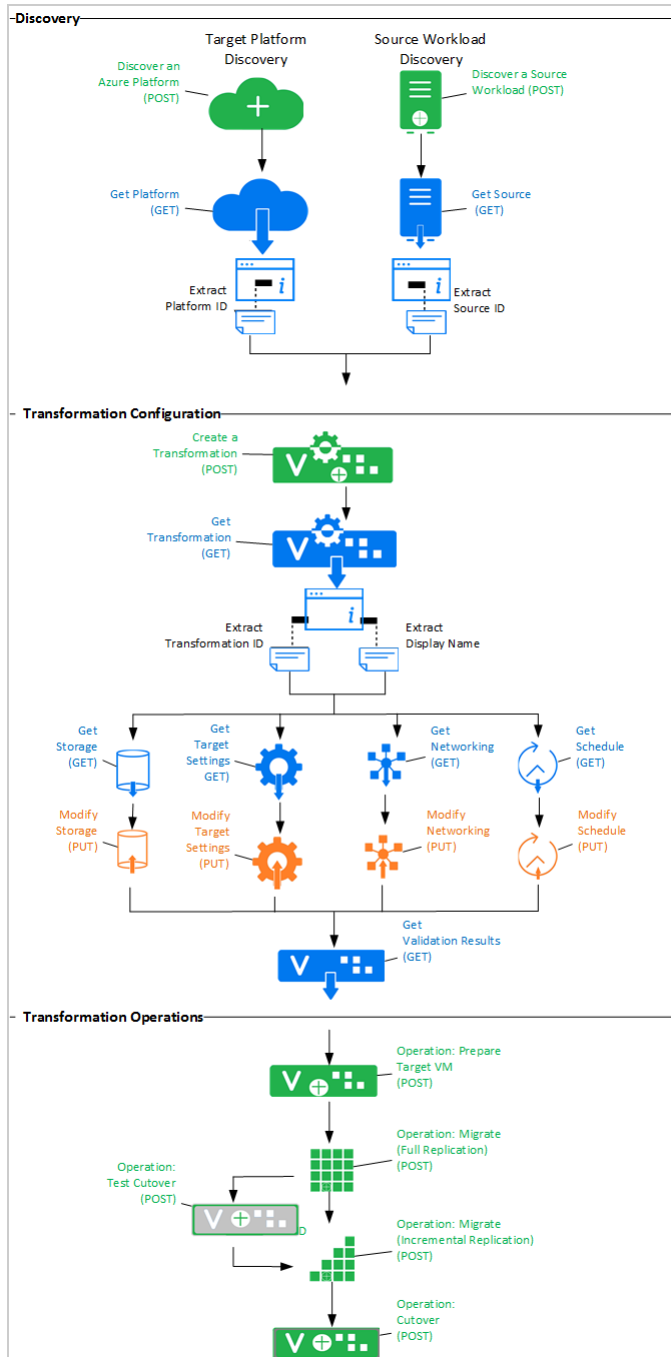 Discovery
Target Platform
Discovery
Source Workload
Discovery
Discover an
Azure Platform
(POST)
Discover a Source
Workload (POST)
Get Platform
(GET)
Get Source
(GET)
i
i
Extract
Platform ID
Extract
Source ID
Transformation Configuration
Create a
Transformation
(POST)
V
Get
Transformation
(GET)
V
i
Extract
Transformation ID
Extract
Display Name
Get
Storage
(GET)
Get
Target
Settings
GET)
Get
Networking
(GET)
Get
Schedule
(GET)
Modify
Storage
(PUT)
Modify
Target
Settings
(PUT)
Modify
Networking
(PUT)
Modify
Schedule
(PUT)
Get
Validation Results
(GET)
V
Transformation Operations
Operation: Prepare
Target VM
(POST)
V
Operation: Migrate
(Full Replication)
(POST)
Operation:
Test Cutover
(POST)
V
D
Operation: Migrate
(Incremental Replication)
(POST)
Operation:
Cutover
(POST)
V